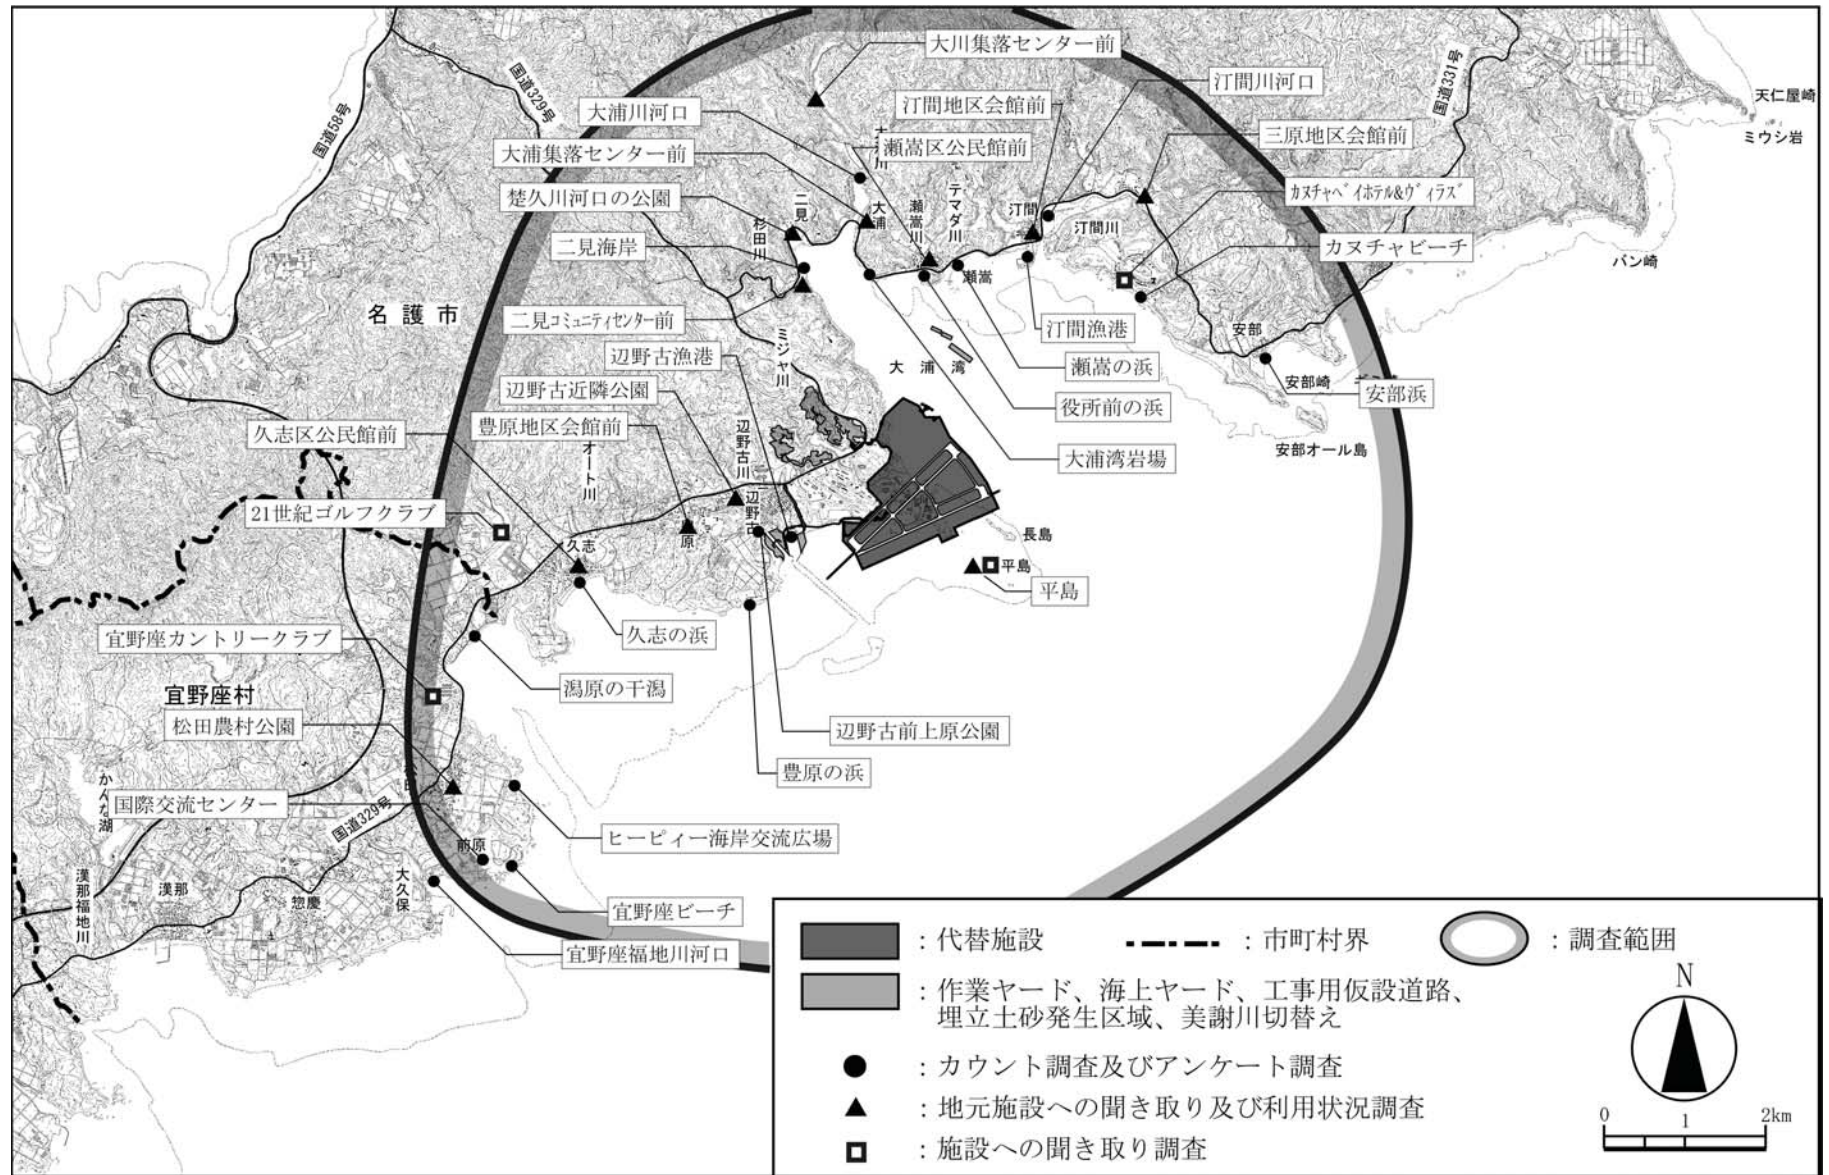 大川集落センター前
汀間川河口
国道331号
天仁屋崎
ミウシ岩
国道329号
国道58号
大浦川河口
汀間地区会館前
三原地区会館前
瀬嵩区公民館前
大浦集落センター前
カヌチャベイホテル&ヴィラズ
楚久川河口の公園
二見
杉田川
大浦
瀬嵩川
テマダ川
汀間
汀間川
カヌチャビーチ
バン崎
二見海岸
瀬嵩
名護市
二見コミュニティセンター前
ミジャ川
汀間漁港
安部
辺野古漁港
大浦湾
瀬嵩の浜
安部崎
安部浜
辺野古近隣公園
役所前の浜
久志区公民館前
豊原地区会館前
オート川
辺野古川
安部オール島
大浦湾岩場
21世紀ゴルフクラブ
辺野古
原
久志
長島
平島
平島
宜野座カントリークラブ
久志の浜
潟原の干潟
宜野座村
松田農村公園
辺野古前上原公園
豊原の浜
かんな湖
国際交流センター
国道329号
前原
ヒーピィー海岸交流広場
漢那福地川
漢那
惣慶
大久保
宜野座ビーチ
宜野座福地川河口
：代替施設
：市町村界
：調査範囲
：作業ヤード、海上ヤード、工事用仮設道路、
埋立土砂発生区域、美謝川切替え
：カウント調査及びアンケート調査
：地元施設への聞き取り及び利用状況調査
：施設への聞き取り調査
N
0 1 2km